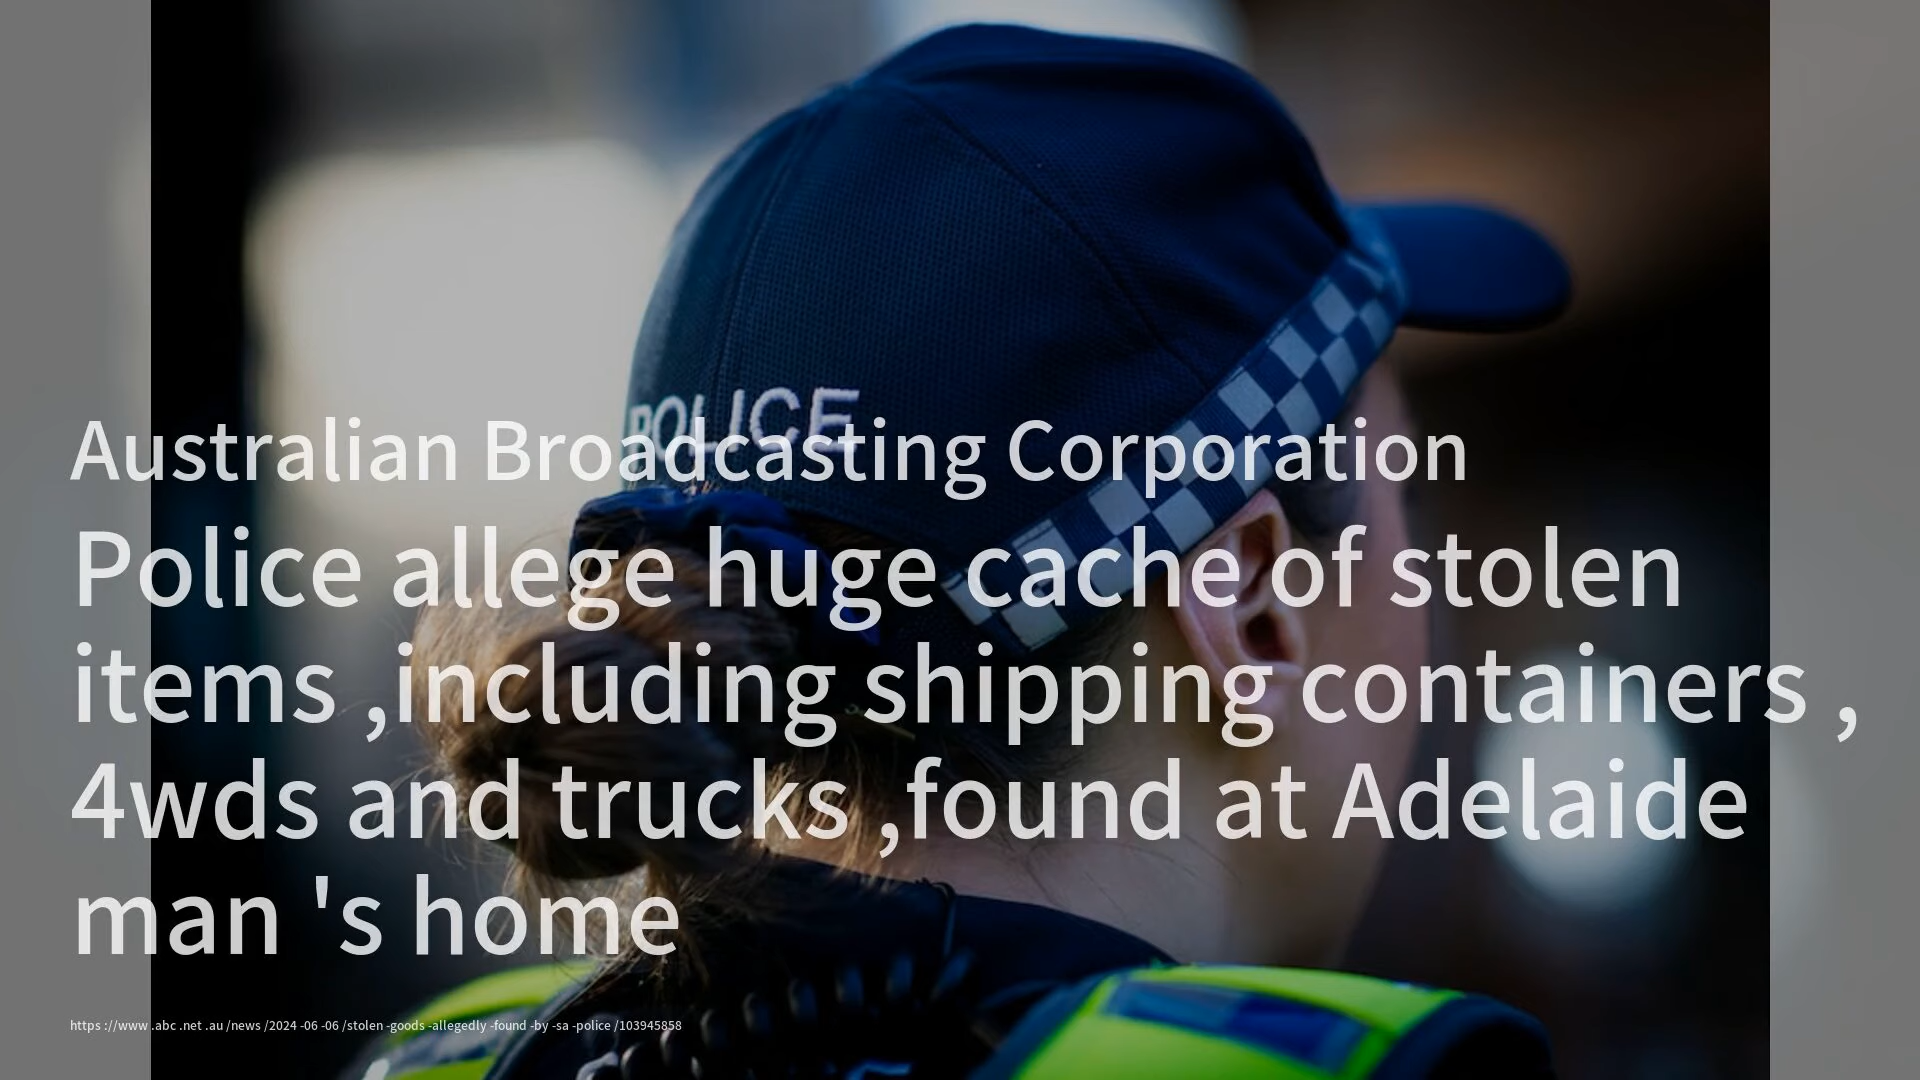 POLICE
Australian Broadcasting Corporation
Police allege huge cache of stolen
items ,including shipping containers ,
4wds and trucks ,found at Adelaide
man 's home
https ://www .abc .net .au /news /2024 -06 -06 /stolen -goods -allegedly -found -by -sa -police /103945858